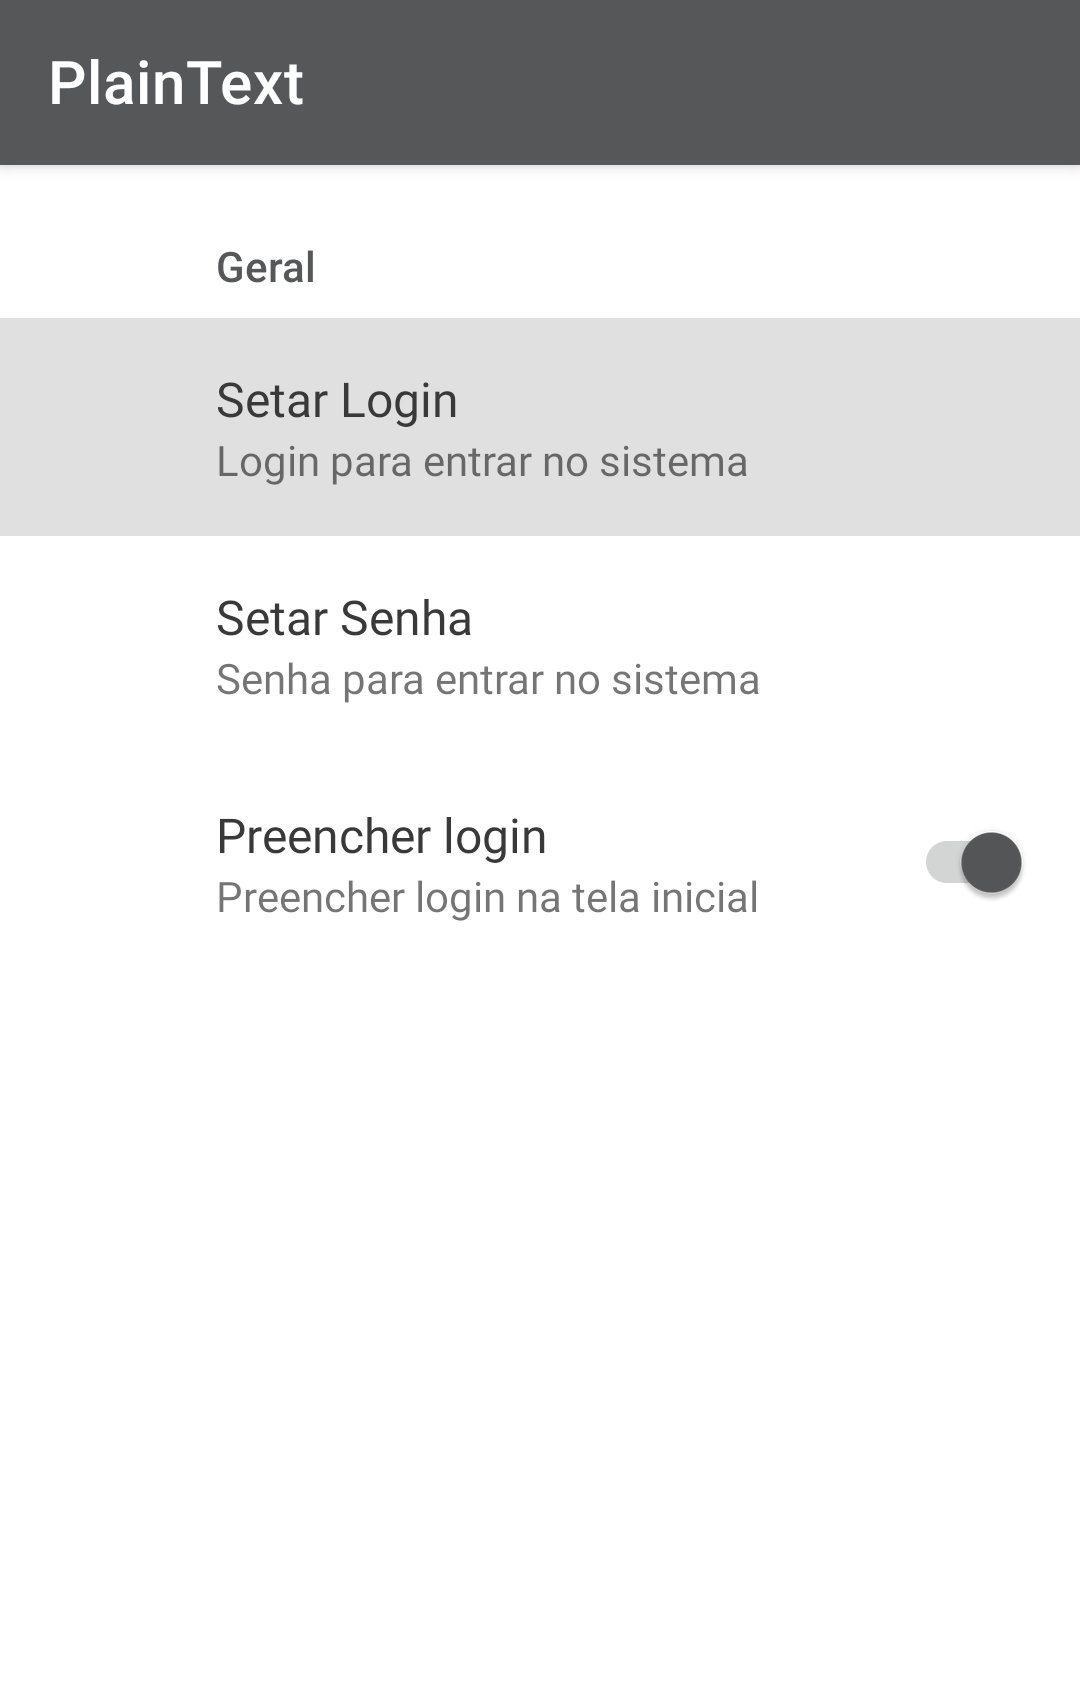 PlainText
Geral
Setar Login
Login para entrar no sistema
Setar Senha
Senha para entrar no sistema
Preencher login
Preencher login na tela inicial